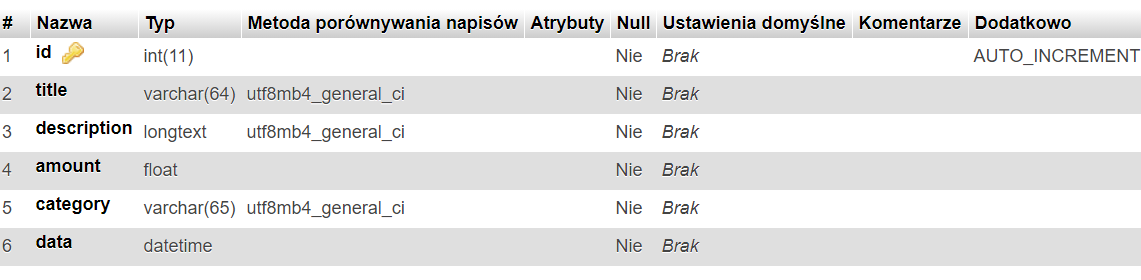 # Nazwa Typ Metoda porównywania napisów Atrybuty Null Ustawienia domyślne Komentarze Dodatkowo
1 id int(11) Nie Brak AUTO_INCREMENT
2 title varchar(64) utf8mb4_general_ci Nie Brak
3 description longtext utf8mb4_general_ci Nie Brak
4 amount float Nie Brak
5 category varchar(65) utf8mb4_general_ci Nie Brak
6 data datetime Nie Brak